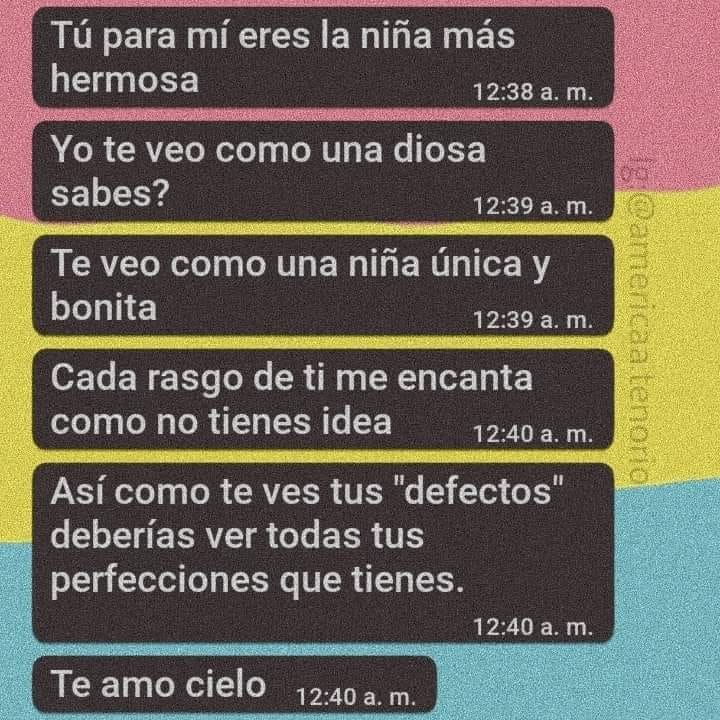 Tú para mí eres la niña más
hermosa
12:38 a. m.
Yo te veo como una diosa
sabes?
12:39 a. m.
Te veo como una niña única y
bonita
12:39 a. m.
Cada rasgo de ti me encanta
como no tienes idea
12:40 a. m.
Así como te ves tus "defectos"
deberías ver todas tus
perfecciones que tienes.
12:40 a. m.
Te amo cielo
12:40 a. m.
Ig:@armericaatenorio